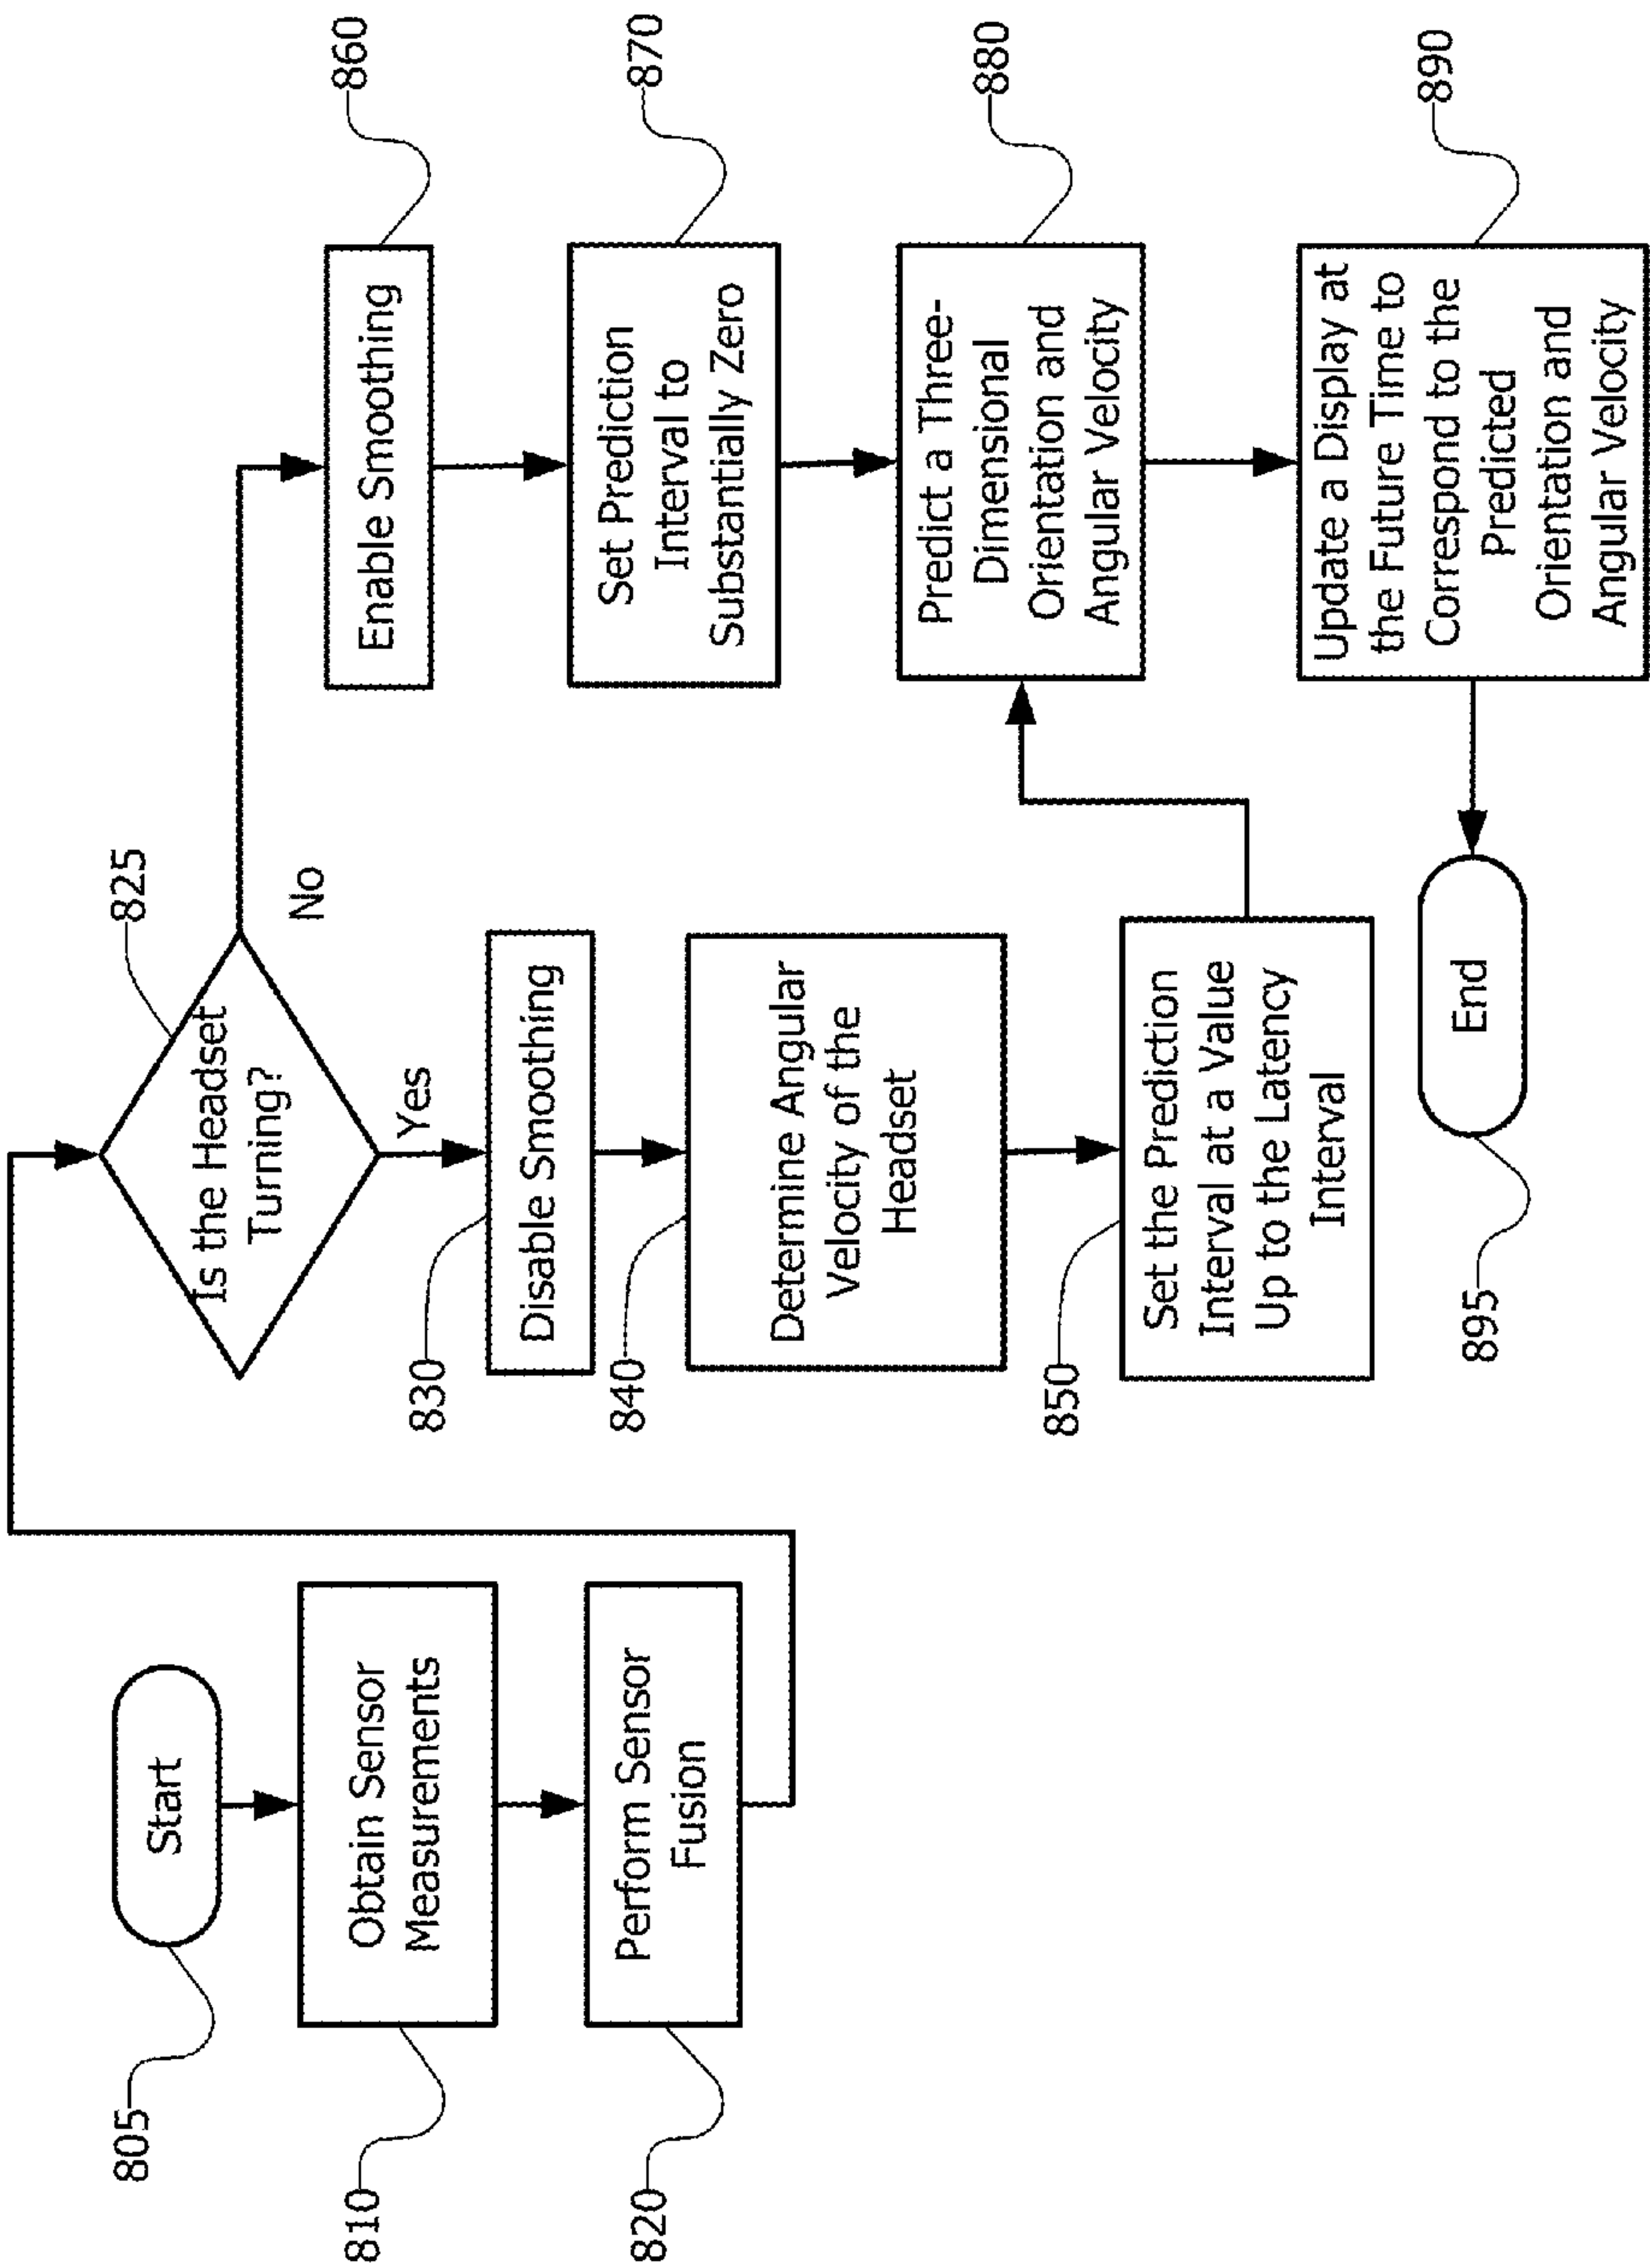 Start
805
Obtain Sensor
Measurements
810
Perform Sensor
Fusion
820
Is the Headset
Turning?
825
Yes
No
Disable Smoothing
830
Determine Angular
Velocity of the
Headset
840
Set the Prediction
Interval at a Value
Up to the Latency
Interval
850
Enable Smoothing
860
Set Prediction
Interval to
Substantially Zero
870
Predict a Three-
Dimensional
Orientation and
Angular Velocity
880
Update a Display at
the Future Time to
Correspond to the
Predicted
Orientation and
Angular Velocity
890
End
895